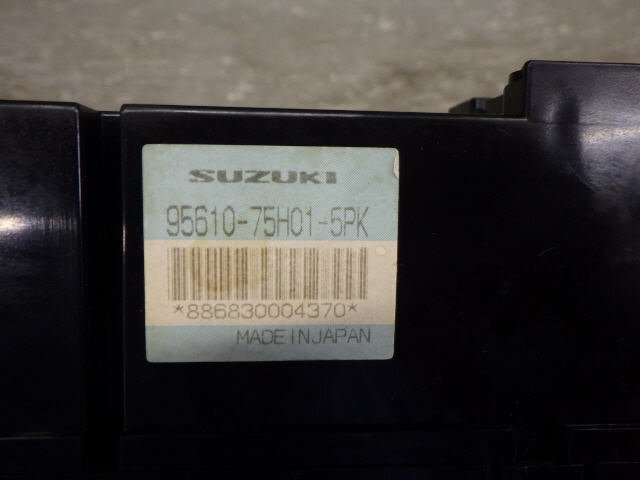 SUZUKI
95610-75H01-5PK
*886830004370*
MADE IN JAPAN